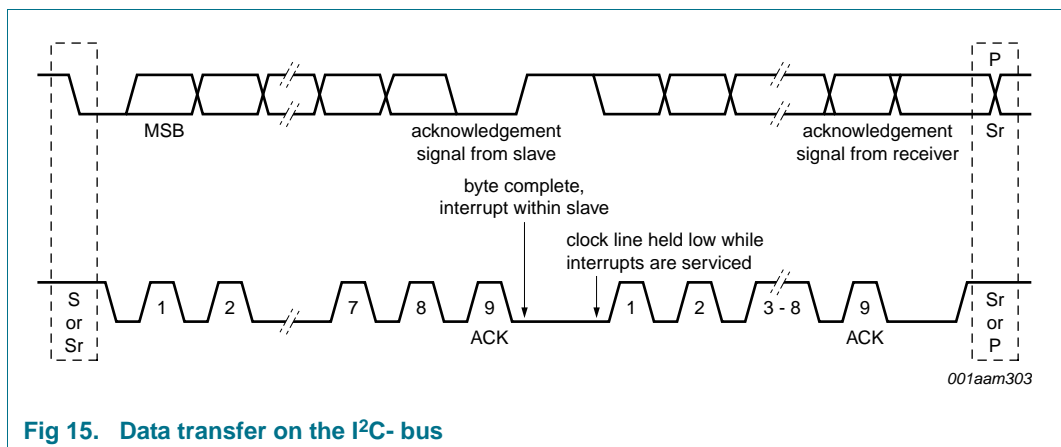 P
MSB
acknowledgement
signal from slave
acknowledgement
signal from receiver
Sr
byte complete,
interrupt within slave
clock line held low while
interrupts are serviced
S
or
Sr
1 2 7 8 9 1 2 3 - 8 9
Sr
or
P
ACK ACK
001aam303
Fig 15. Data transfer on the I²C- bus